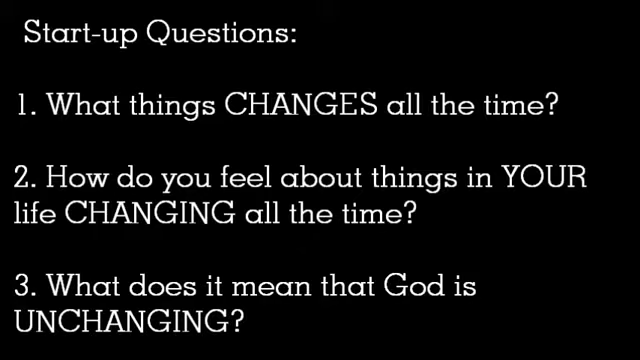 Start-up Questions:
1. What things CHANGES all the time?
2. How do you feel about things in YOUR
life CHANGING all the time?
3. What does it mean that God is
UNCHANGING?